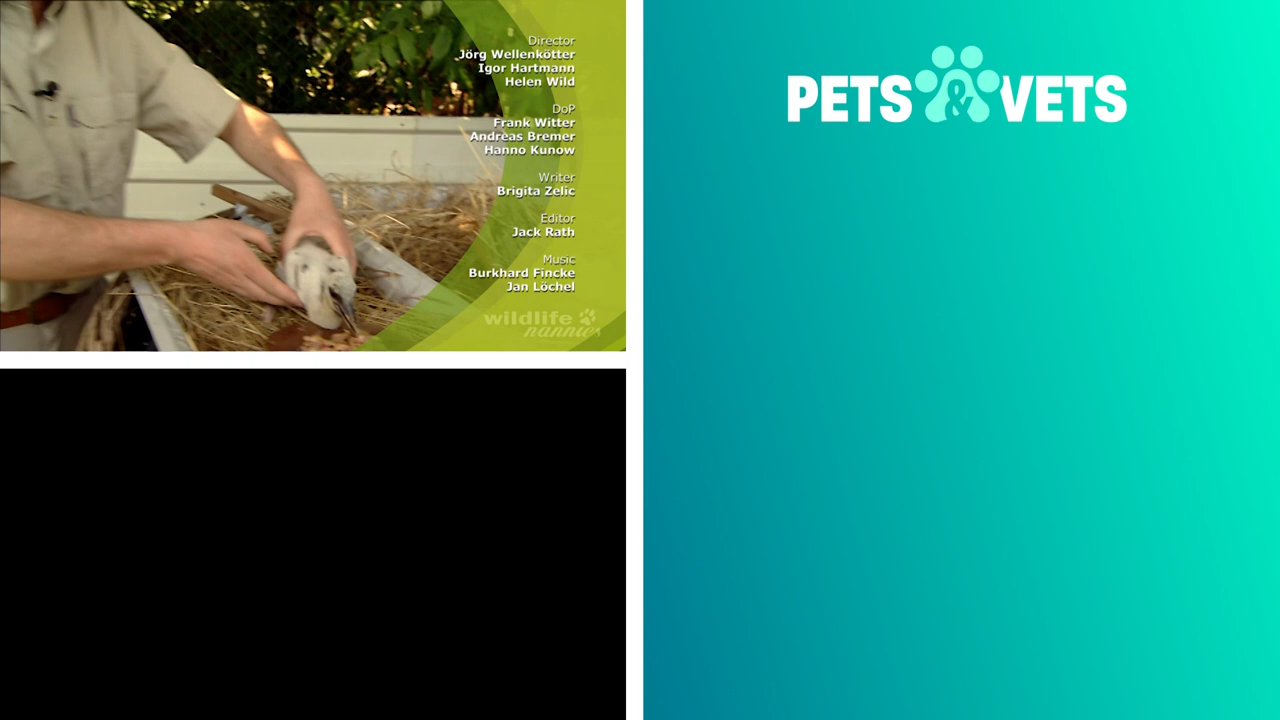 Director
Jörg Wellenkötter
Igor Hartmann
Helen Wild
DoP
Frank Witter
Andreas Bremer
Hanno Kunow
Writer
Brigita Zelic
Editor
Jack Rath
Music
Burkhard Fincke
Jan Löchel
wildlife
nannies
PETS & VETS